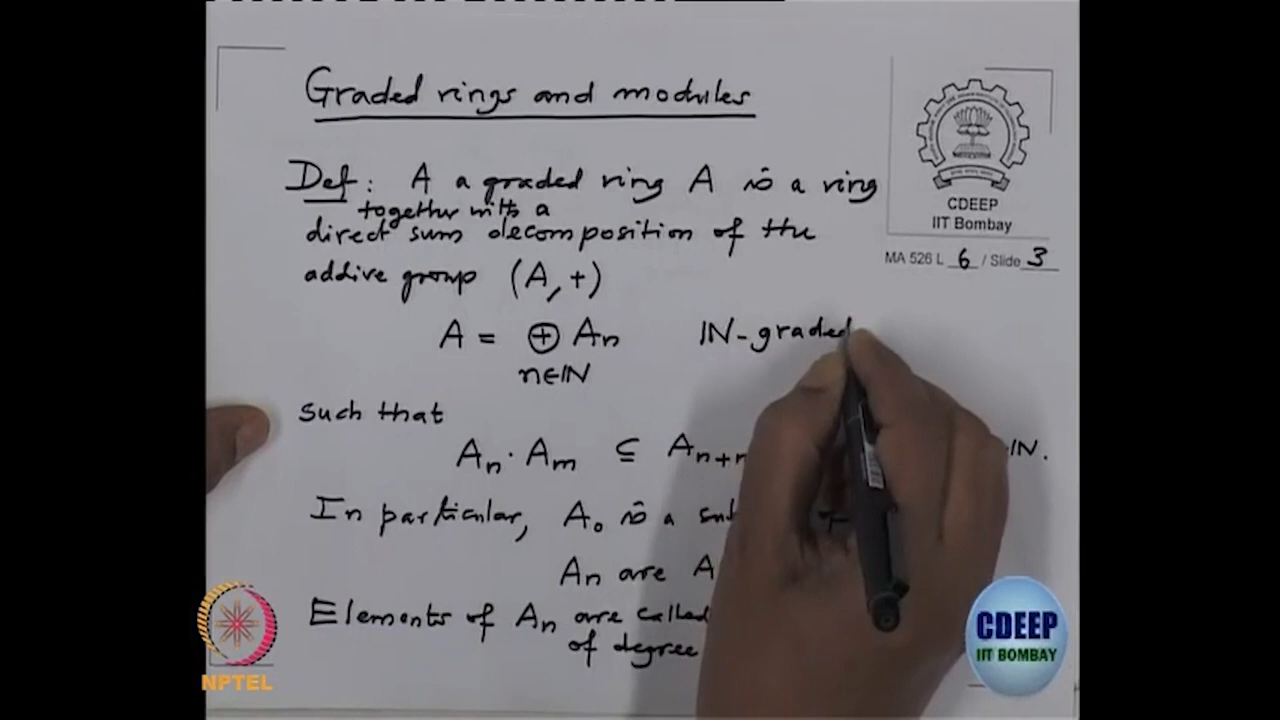 Graded rings and modules
Def: A a graded ring A is a ring
together with a
direct sum decomposition of the
addive group (A, +)
A = ⊕ An IN-graded
n∈IN
such that
An · Am ⊆ An+
IN.
In particular, A₀ is a
An are A
Elements of An are called
of degree
CDEEP
IIT Bombay
MA 526 L 6 / Slide 3
NPTEL
CDEEP
IIT BOMBAY